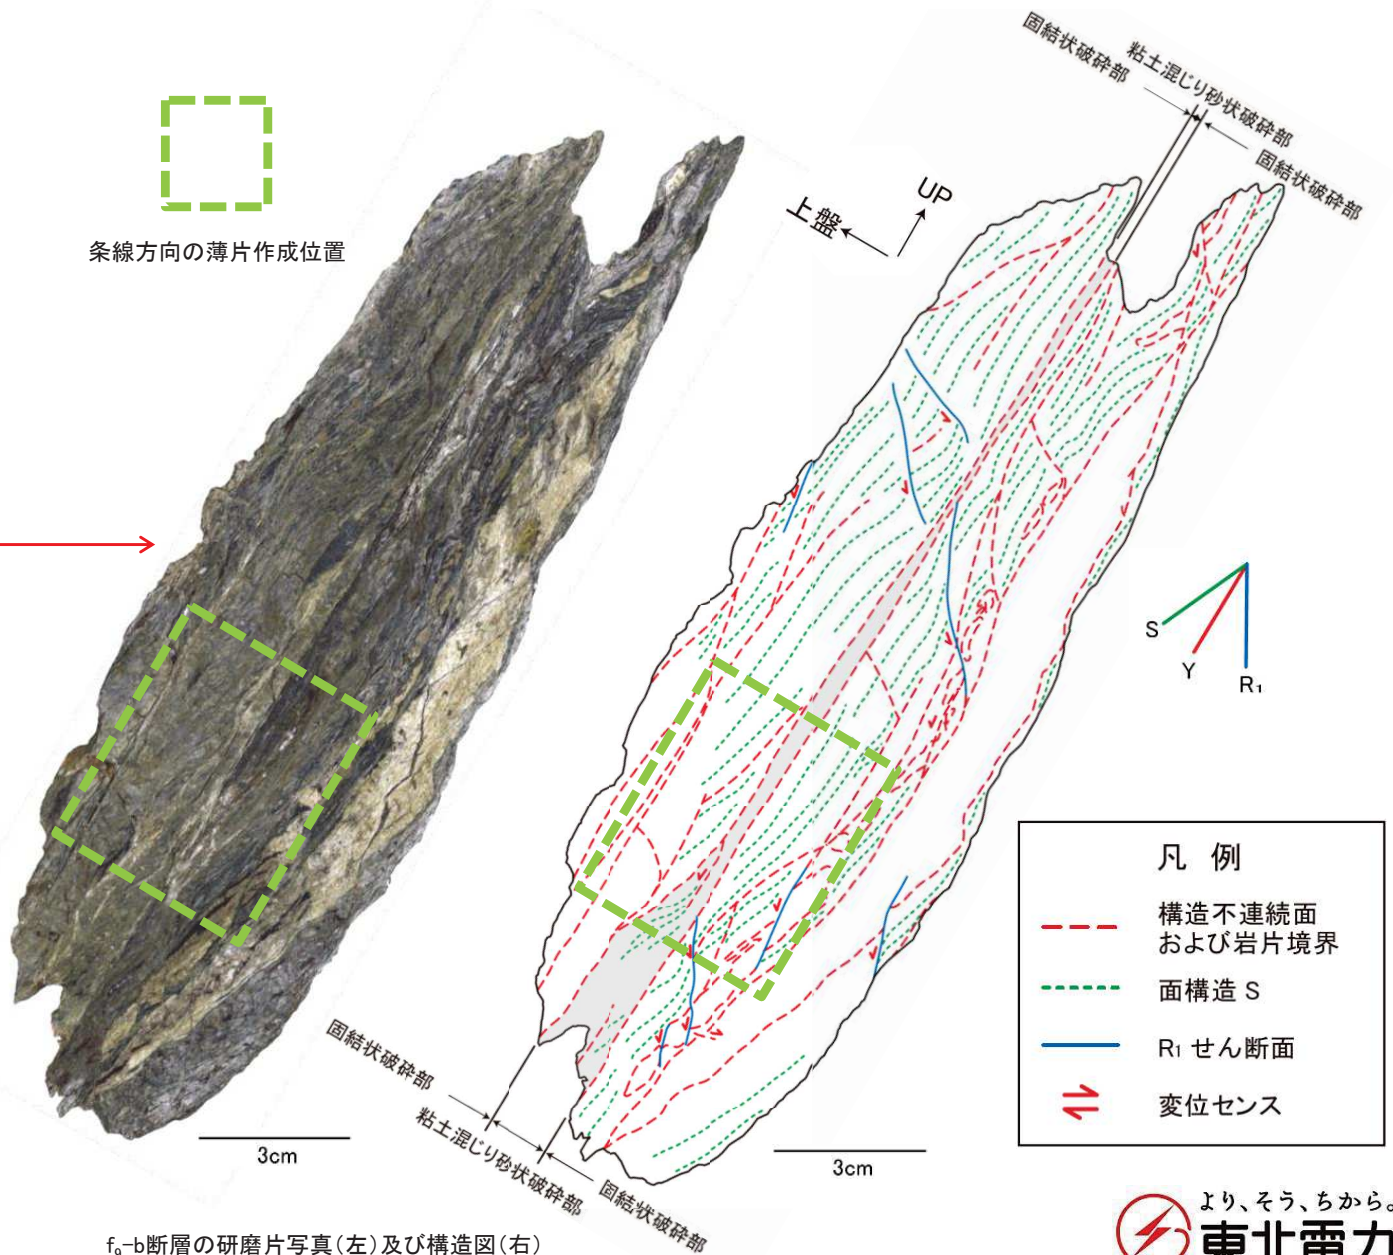 条線方向の薄片作成位置
固結状破砕部
粘土混じり砂状破砕部
固結状破砕部
上盤
UP
S
Y
R₁
凡 例
構造不連続面
および岩片境界
面構造 S
R₁ せん断面
変位センス
固結状破砕部
粘土混じり砂状破砕部
固結状破砕部
3cm
3cm
f₉-b断層の研磨片写真(左)及び構造図(右)
より、そう、ちから。
東北電力